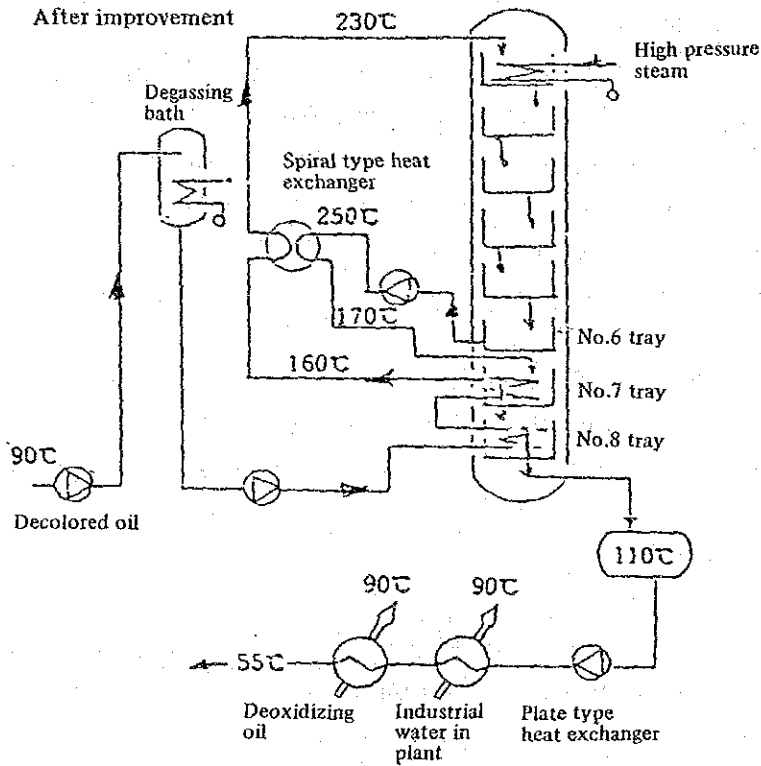 After improvement
230℃
High pressure
steam
Degassing
bath
Spiral type heat
exchanger
250℃
170℃
No.6 tray
160℃
No.7 tray
No.8 tray
90℃
Decolored oil
110℃
90℃
90℃
55℃
Deoxidizing
oil
Industrial
water in
plant
Plate type
heat exchanger